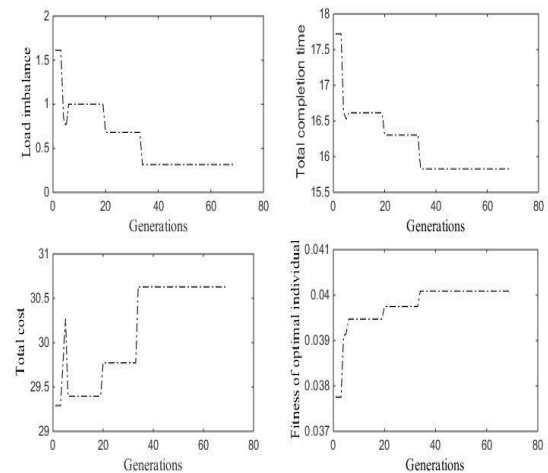 Load imbalance
2
1.5
1
0.5
0
0 20 40 60 80
Generations
Total completion time
18
17.5
17
16.5
16
15.5
0 20 40 60 80
Generations
Total cost
31
30.5
30
29.5
29
0 20 40 60 80
Generations
Fitness of optimal individual
0.041
0.04
0.039
0.038
0.037
0 20 40 60 80
Generations